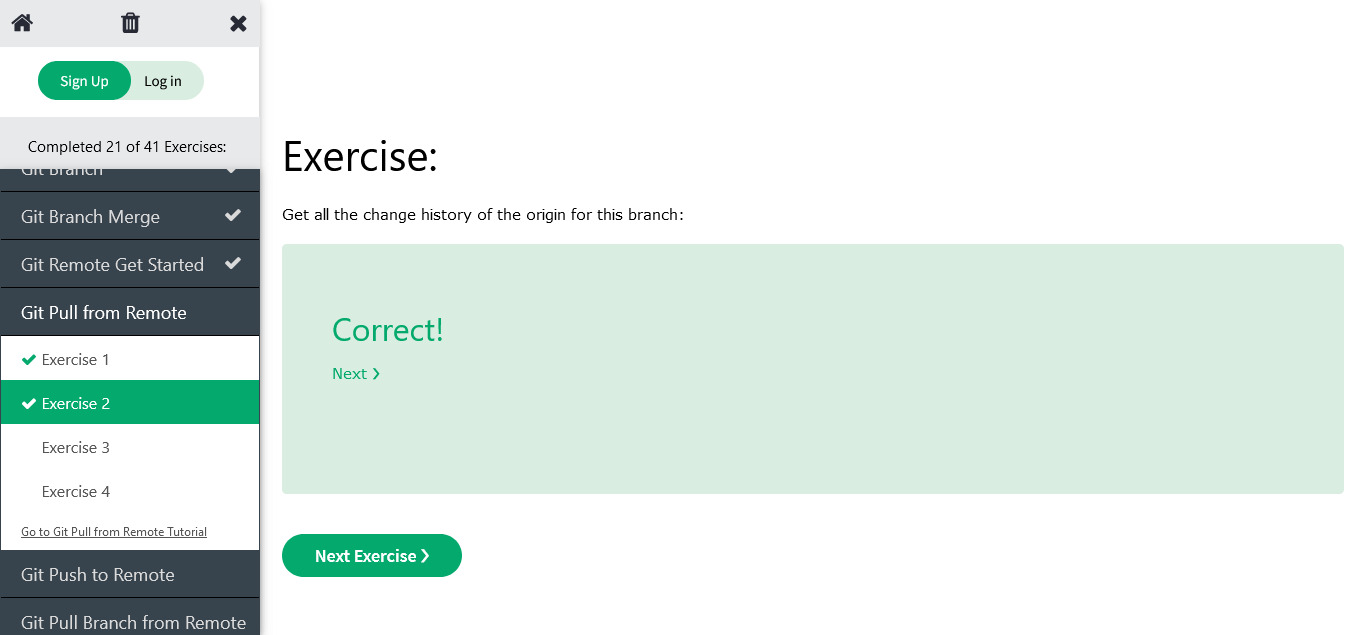 Sign Up
Log in
Completed 21 of 41 Exercises:
Git Branch
Git Branch Merge
Git Remote Get Started
Git Pull from Remote
Exercise 1
Exercise 2
Exercise 3
Exercise 4
Go to Git Pull from Remote Tutorial
Git Push to Remote
Git Pull Branch from Remote
Exercise:
Get all the change history of the origin for this branch:
Correct!
Next ❯
Next Exercise ❯